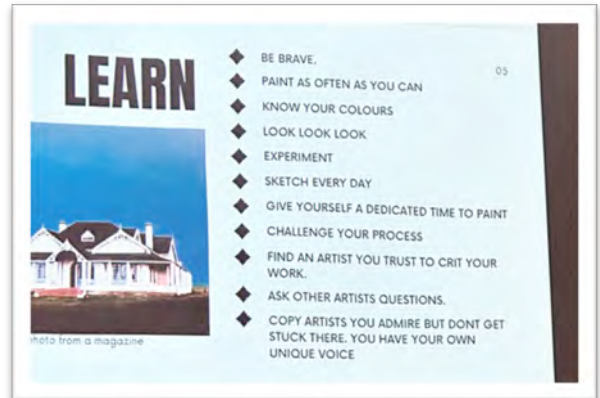 LEARN
05
BE BRAVE.
PAINT AS OFTEN AS YOU CAN
KNOW YOUR COLOURS
LOOK LOOK LOOK
EXPERIMENT
SKETCH EVERY DAY
GIVE YOURSELF A DEDICATED TIME TO PAINT
CHALLENGE YOUR PROCESS
FIND AN ARTIST YOU TRUST TO CRIT YOUR
WORK.
ASK OTHER ARTISTS QUESTIONS.
COPY ARTISTS YOU ADMIRE BUT DONT GET
STUCK THERE. YOU HAVE YOUR OWN
UNIQUE VOICE
photo from a magazine